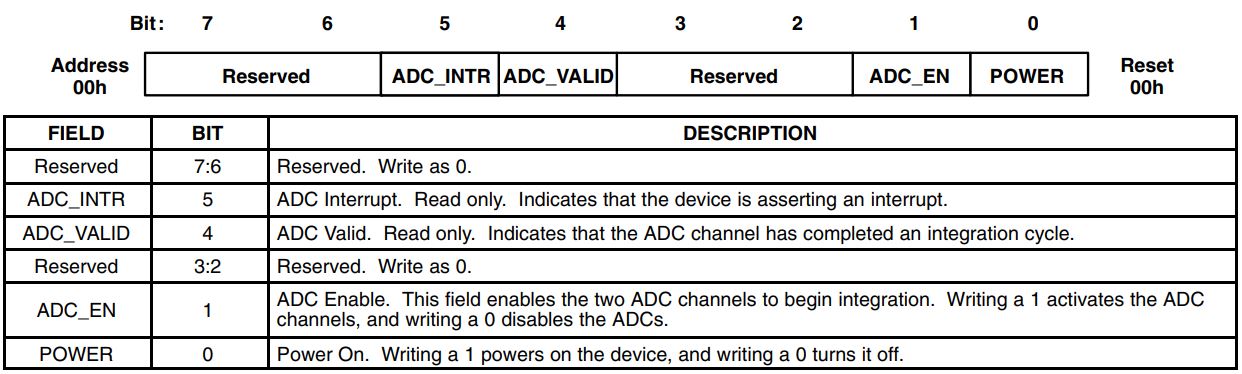 Bit: 7 6 5 4 3 2 1 0
Address 00h Reserved ADC_INTR ADC_VALID Reserved ADC_EN POWER Reset 00h
FIELD BIT DESCRIPTION
Reserved 7:6 Reserved. Write as 0.
ADC_INTR 5 ADC Interrupt. Read only. Indicates that the device is asserting an interrupt.
ADC_VALID 4 ADC Valid. Read only. Indicates that the ADC channel has completed an integration cycle.
Reserved 3:2 Reserved. Write as 0.
ADC_EN 1 ADC Enable. This field enables the two ADC channels to begin integration. Writing a 1 activates the ADC
channels, and writing a 0 disables the ADCs.
POWER 0 Power On. Writing a 1 powers on the device, and writing a 0 turns it off.